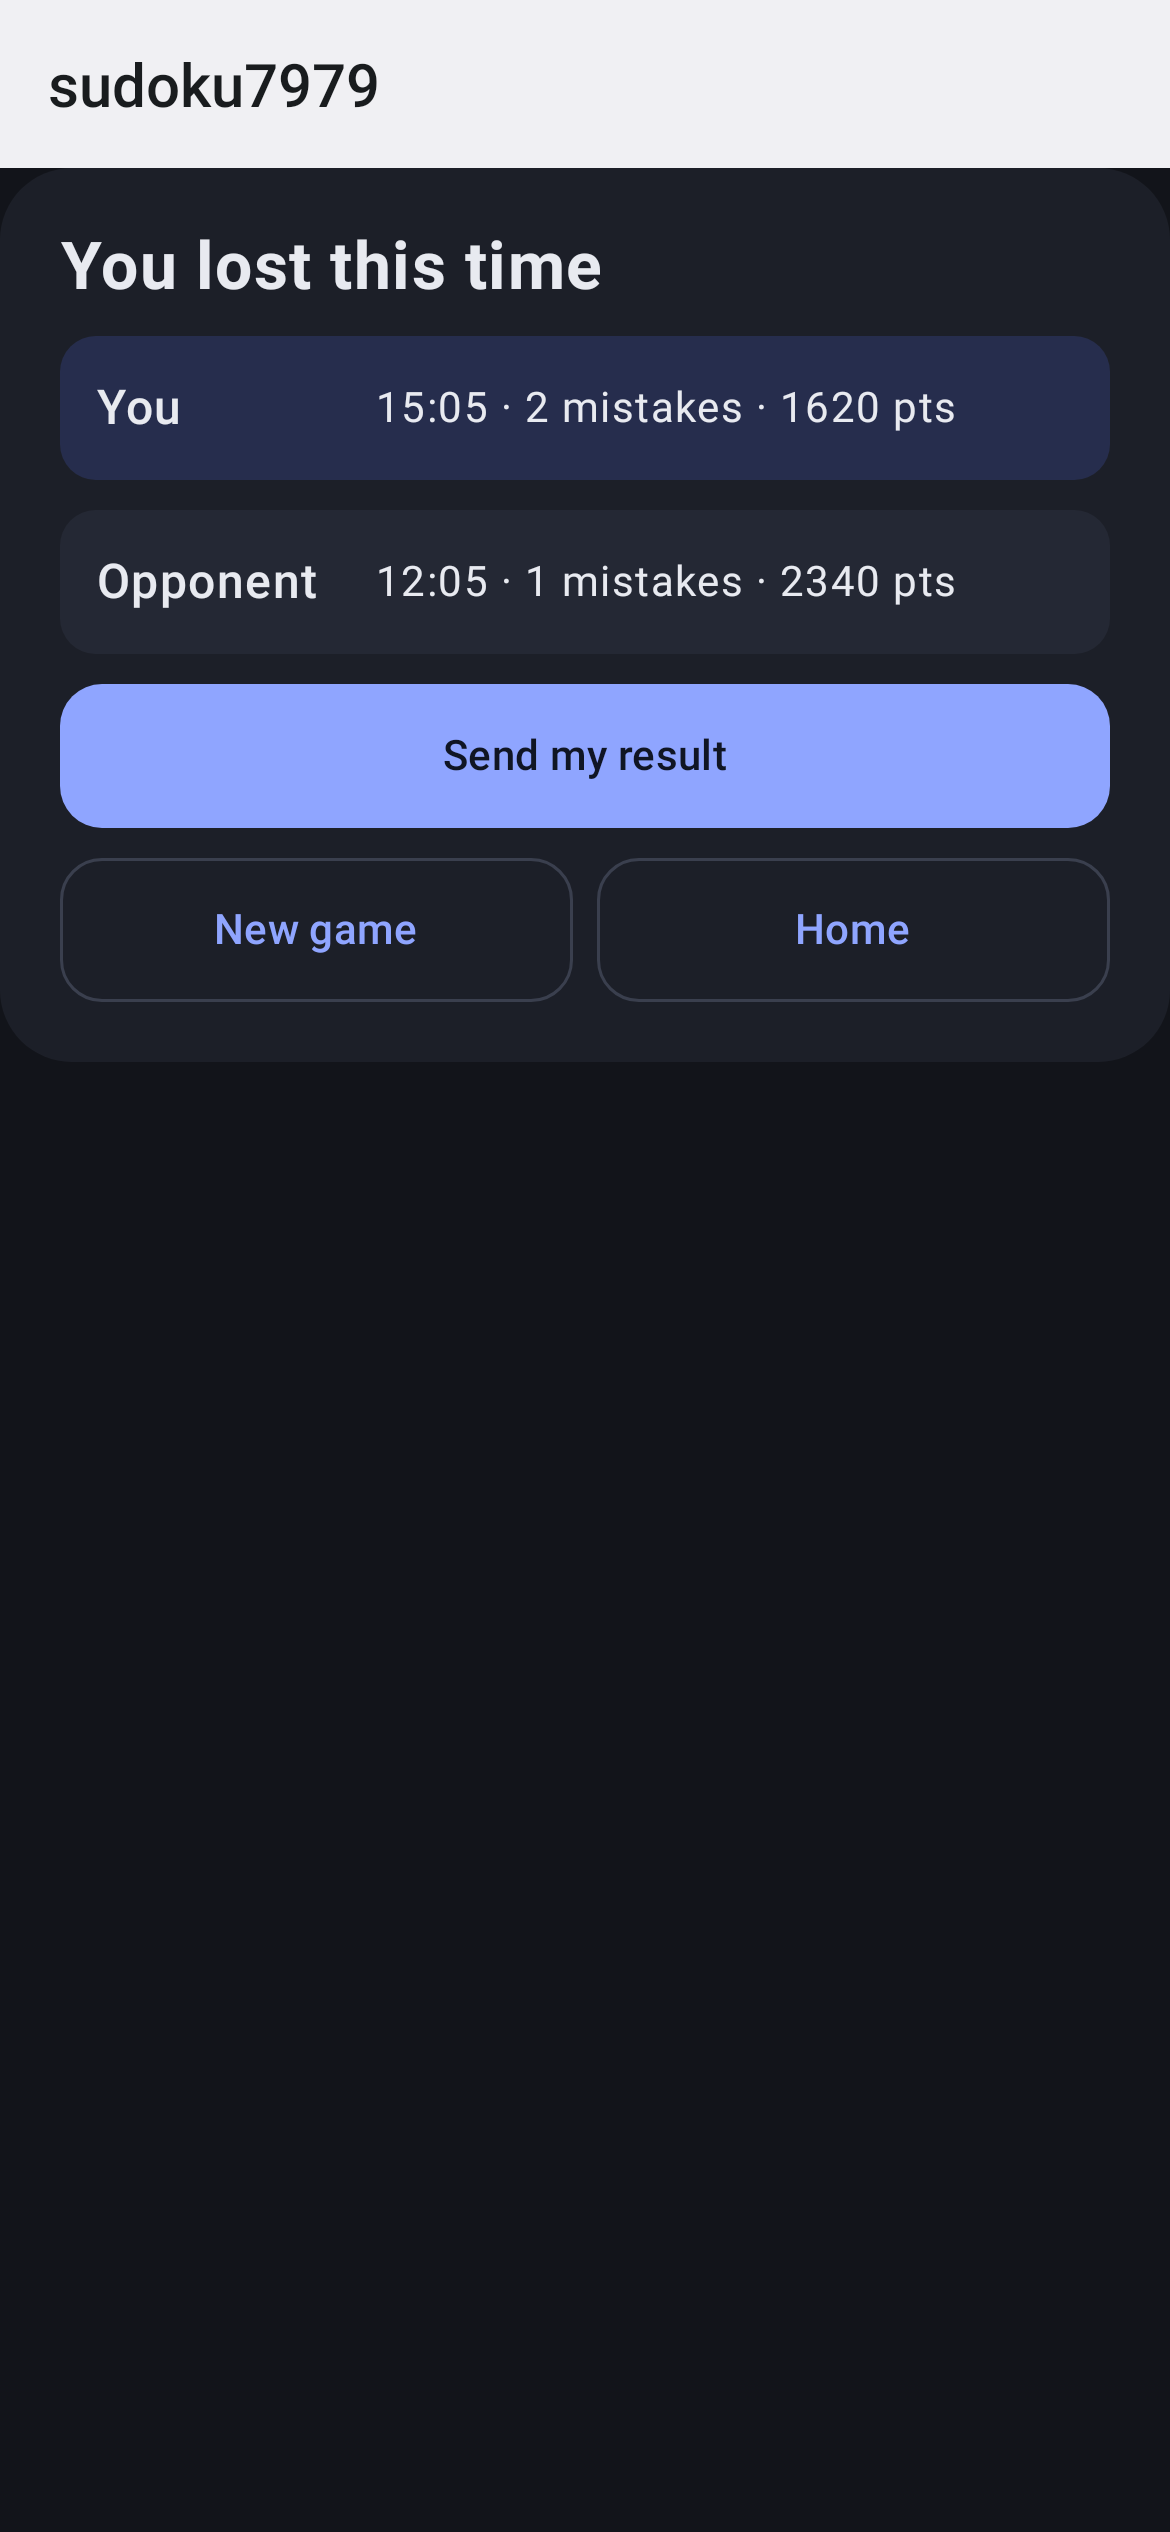 sudoku7979
You lost this time
You 15:05 · 2 mistakes · 1620 pts
Opponent 12:05 · 1 mistakes · 2340 pts
Send my result
New game Home